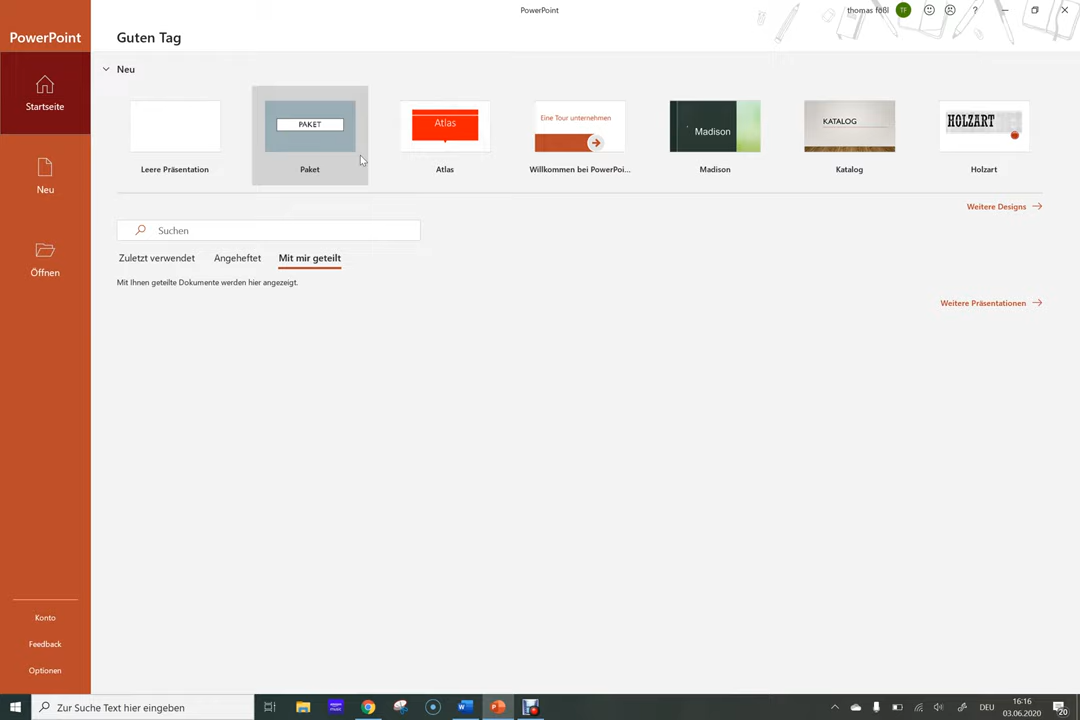 PowerPoint
thomas fößl
TF
?
PowerPoint
Guten Tag
Startseite
Neu
Öffnen
Konto
Feedback
Optionen
Neu
PAKET
Atlas
Eine Tour unternehmen
Madison
KATALOG
HOLZART
Leere Präsentation
Paket
Atlas
Willkommen bei PowerPoi...
Madison
Katalog
Holzart
Weitere Designs
Suchen
Zuletzt verwendet
Angeheftet
Mit mir geteilt
Mit Ihnen geteilte Dokumente werden hier angezeigt.
Weitere Präsentationen
Zur Suche Text hier eingeben
music
W
P
DEU
16:16
03.06.2020
20